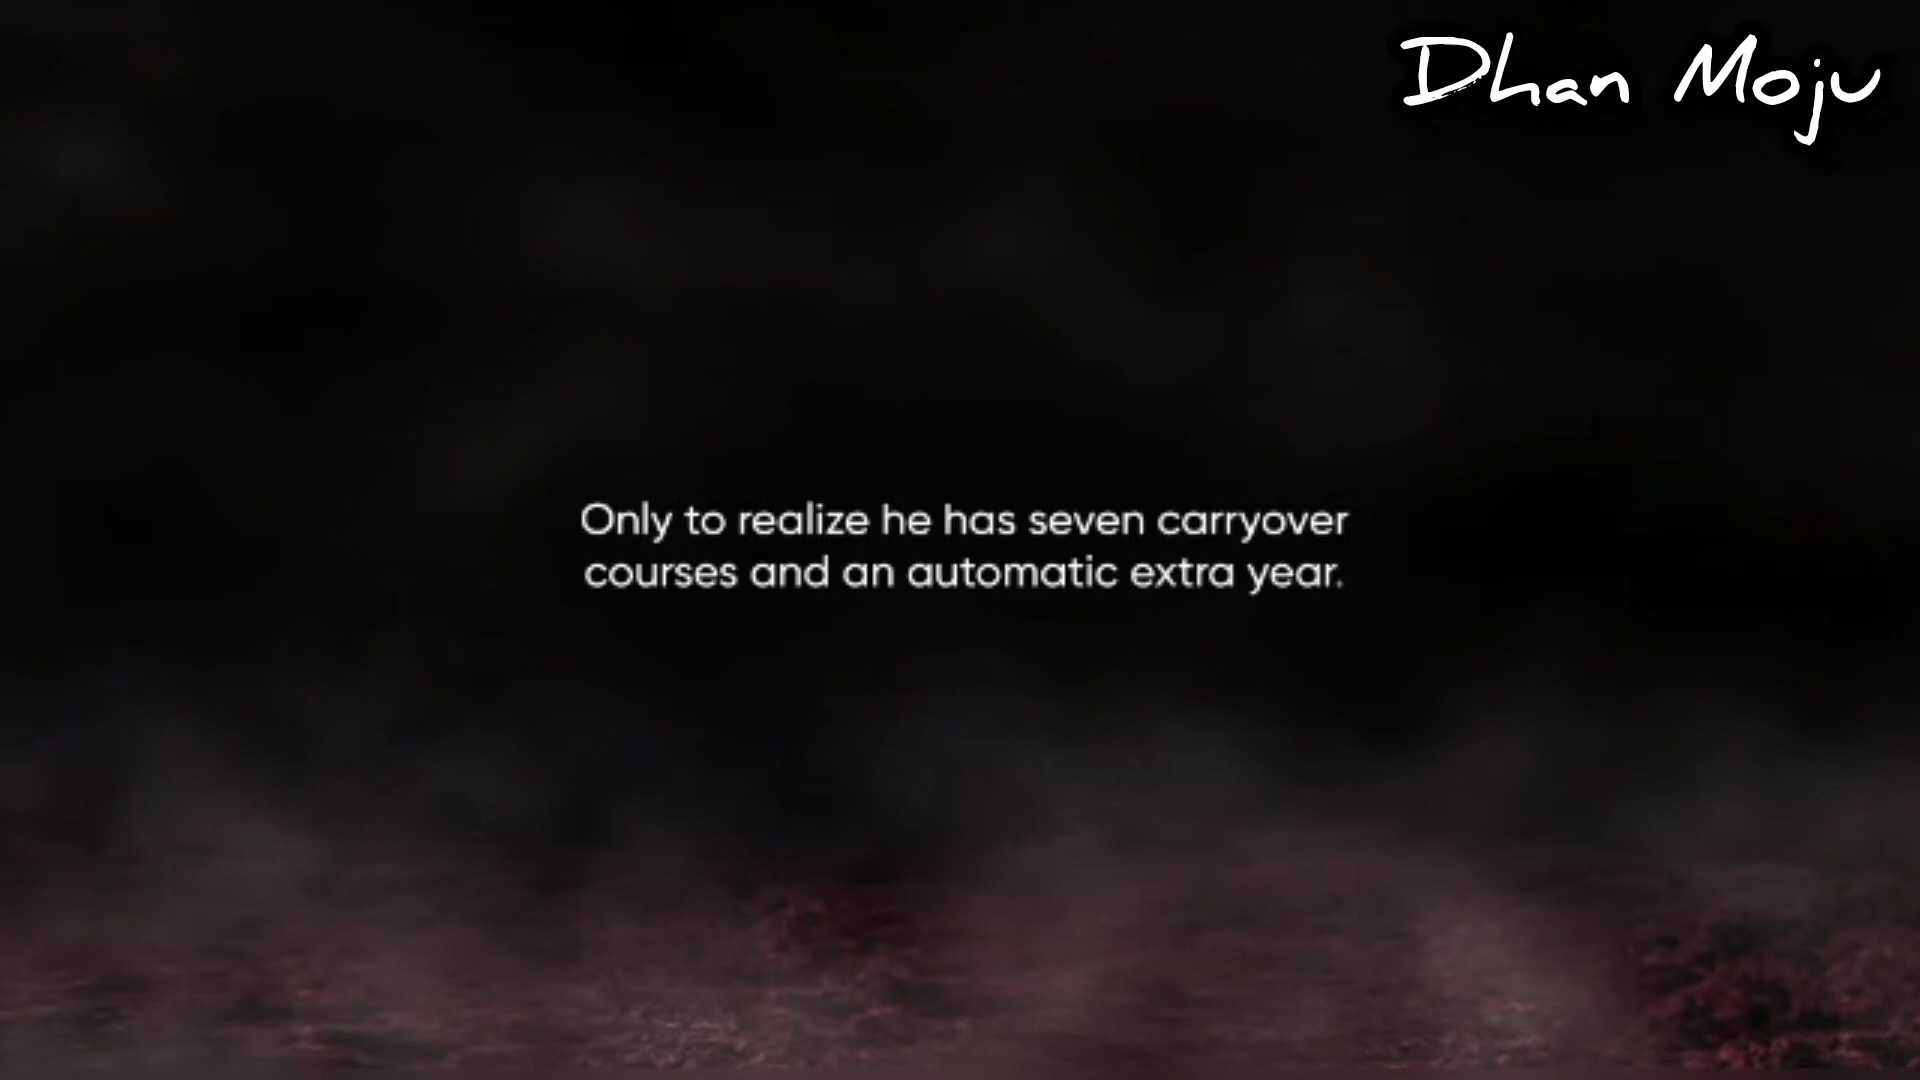 Dhan Moju
Only to realize he has seven carryover
courses and an automatic extra year.